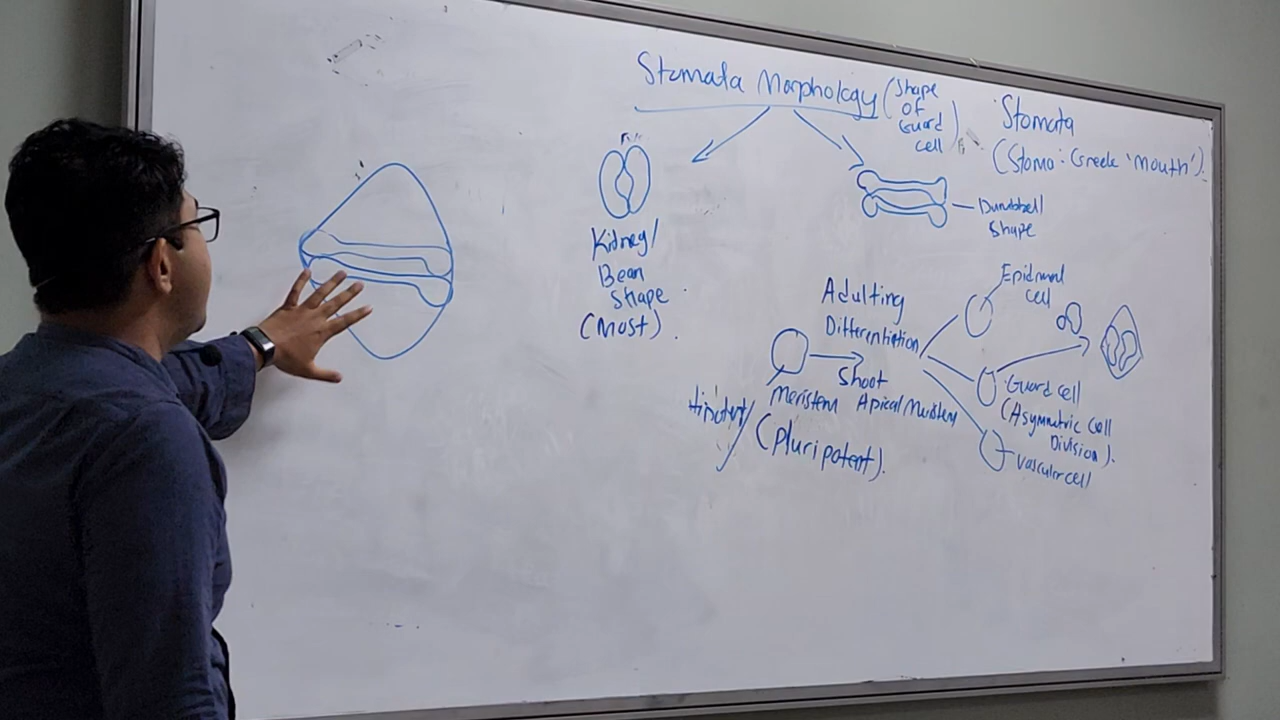 Stomata Morphology (Shape
of
Guard
cell)
Stomata
(Stoma: Greek 'mouth').
Kidney/
Bean
Shape
(Most).
Dumbbell
Shape
Adulting
Differentiation
Shoot
Apical Meristem
Meristem
(pluripotent).
Epidermal
cell
Guard cell
(Asymmetric Cell
Division).
Vascular cell